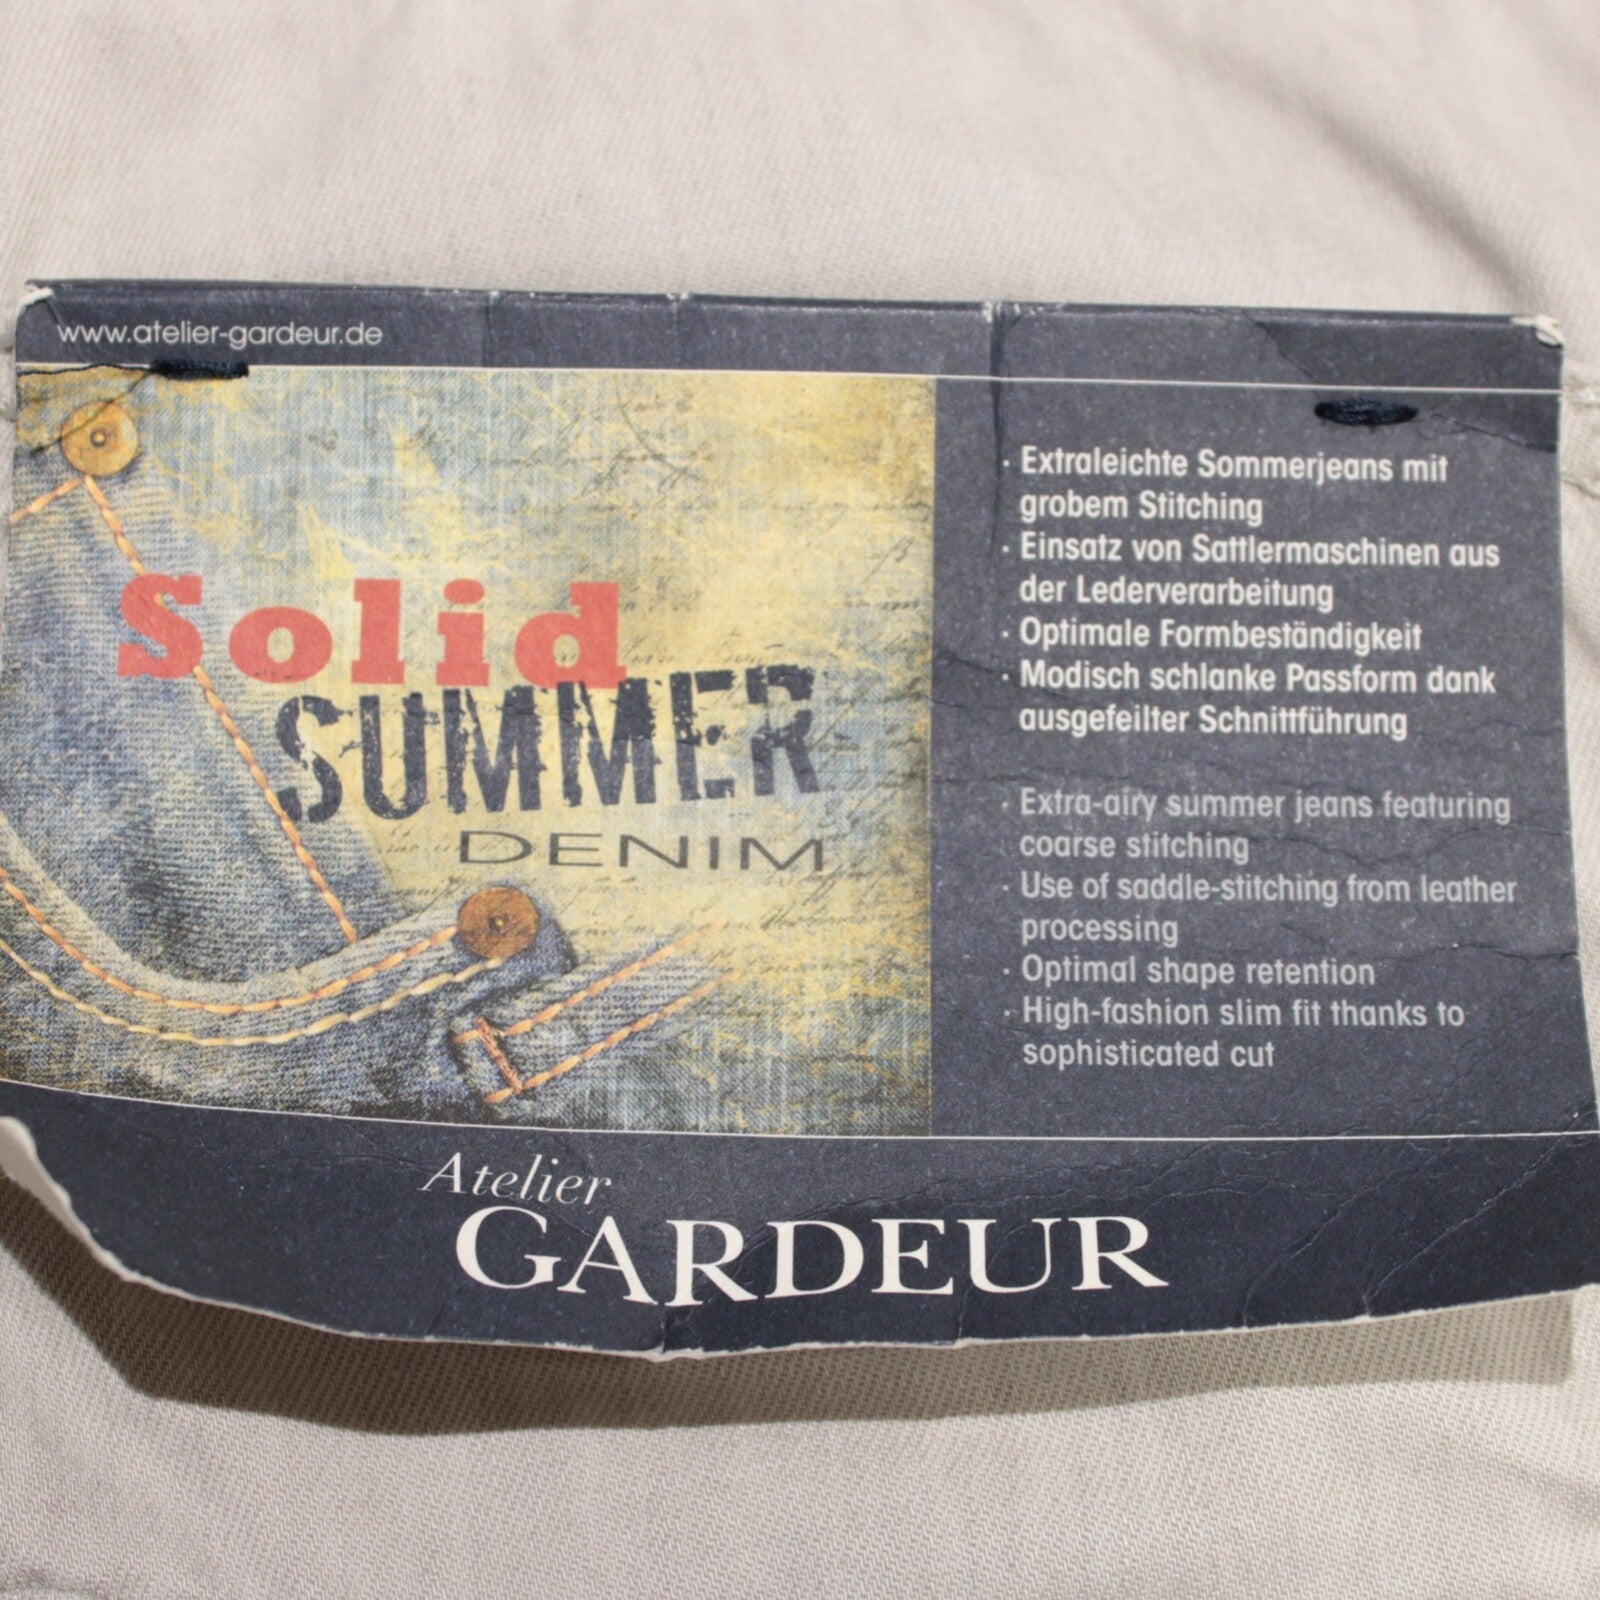 www.atelier-gardeur.de
Solid
SUMMER
DENIM
· Extraleichte Sommerjeans mit
grobem Stitching
· Einsatz von Sattlermaschinen aus
der Lederverarbeitung
· Optimale Formbeständigkeit
· Modisch schlanke Passform dank
ausgefeilter Schnittführung
· Extra-airy summer jeans featuring
coarse stitching
· Use of saddle-stitching from leather
processing
· Optimal shape retention
· High-fashion slim fit thanks to
sophisticated cut
Atelier
GARDEUR